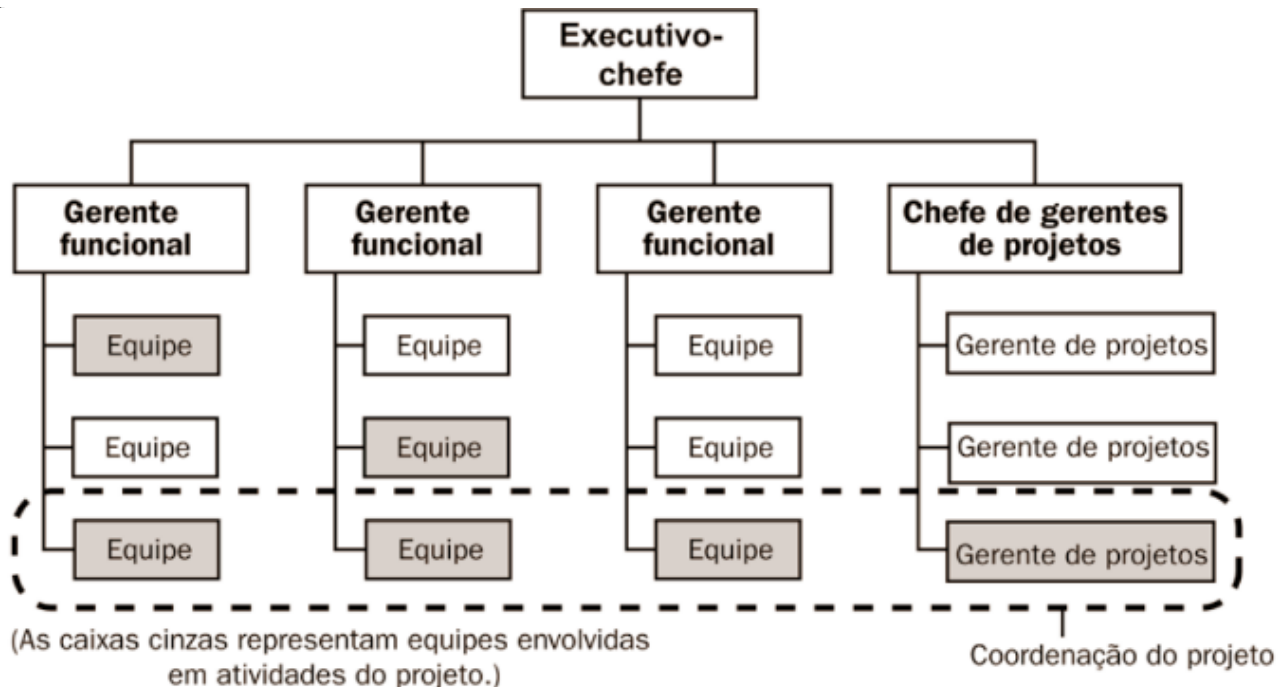 Executivo-
chefe
Gerente
funcional
Gerente
funcional
Gerente
funcional
Chefe de gerentes
de projetos
Equipe
Equipe
Equipe
Gerente de projetos
Equipe
Equipe
Equipe
Gerente de projetos
Equipe
Equipe
Equipe
Gerente de projetos
(As caixas cinzas representam equipes envolvidas
em atividades do projeto.)
Coordenação do projeto